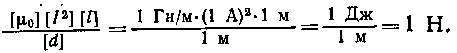 [μ₀] [I²] [l] / [d] = 1 Гн/м·(1 А)²·1 м / 1 м = 1 Дж / 1 м = 1 Н.